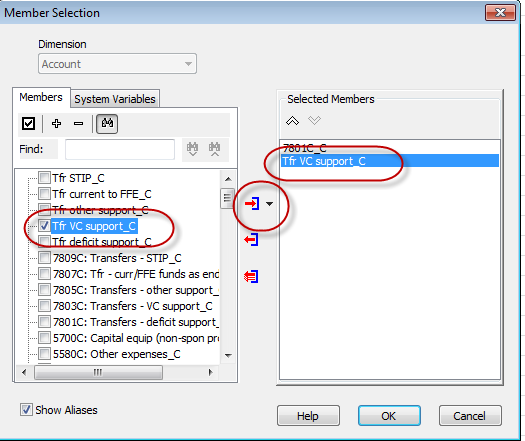 Member Selection
Dimension
Account
Members
System Variables
Find:
Tfr STIP_C
Tfr current to FFE_C
Tfr other support_C
Tfr VC support_C
Tfr deficit support_C
7809C: Transfers - STIP_C
7807C: Tfr - curr/FFE funds as end
7805C: Transfers - other support_
7803C: Transfers - VC support_C
7801C: Transfers - deficit support_
5700C: Capital equip (non-spon pro
5580C: Other expenses_C
Show Aliases
Selected Members
7801C_C
Tfr VC support_C
Help
OK
Cancel